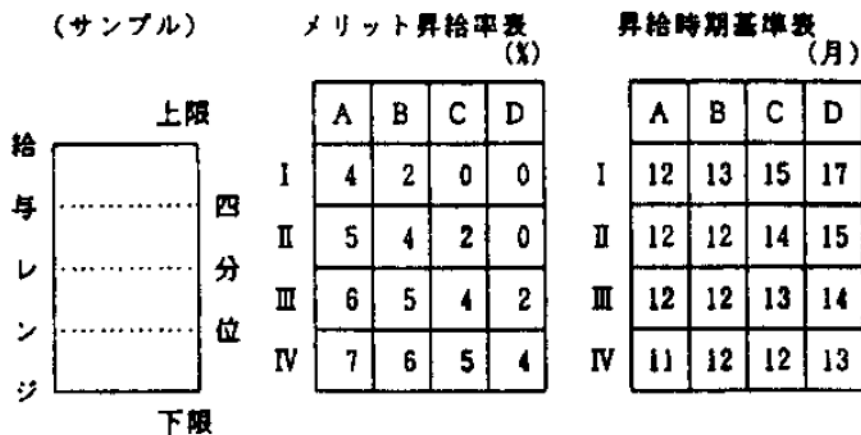 (サンプル)
メリット昇給率表
(%)
昇給時期基準表
(月)
上限
給与レンジ
四分位
下限
A B C D
I 4 2 0 0
II 5 4 2 0
III 6 5 4 2
IV 7 6 5 4
A B C D
I 12 13 15 17
II 12 12 14 15
III 12 12 13 14
IV 11 12 12 13